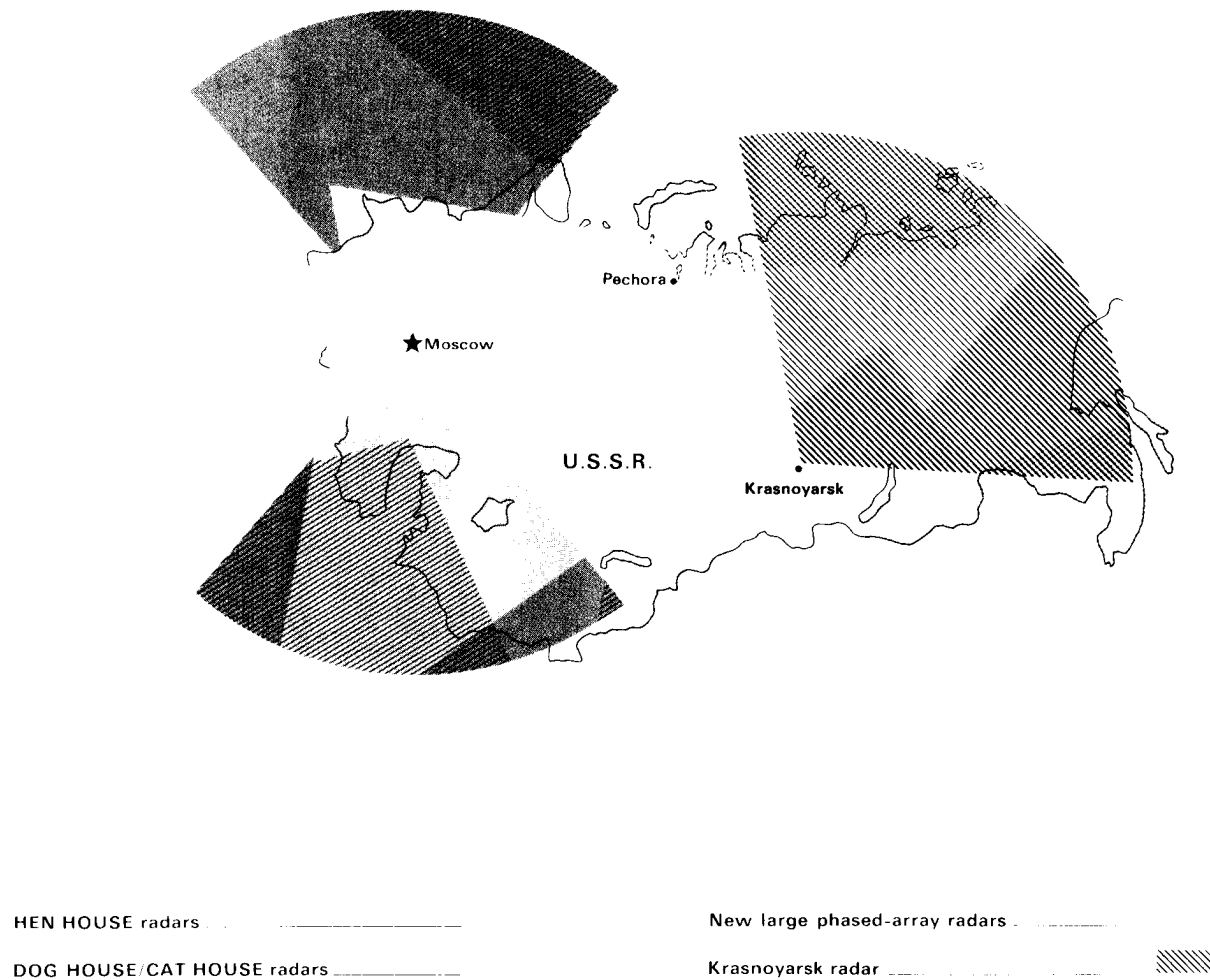 Pechora
Moscow
U.S.S.R.
Krasnoyarsk
HEN HOUSE radars
DOG HOUSE/CAT HOUSE radars
New large phased-array radars
Krasnoyarsk radar